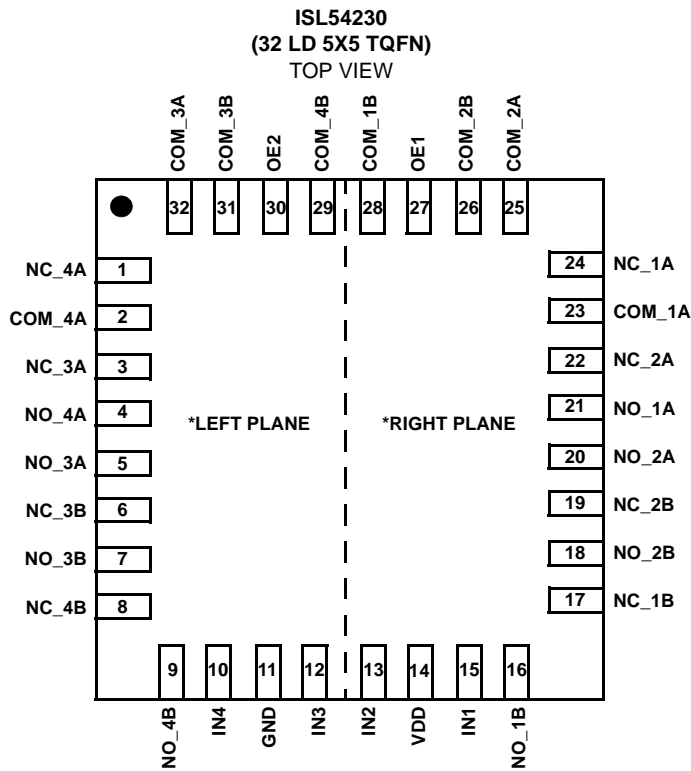 ISL54230
(32 LD 5X5 TQFN)
TOP VIEW
COM_3A
COM_3B
OE2
COM_4B
COM_1B
OE1
COM_2B
COM_2A
32
31
30
29
28
27
26
25
NC_4A 1
COM_4A 2
NC_3A 3
NO_4A 4
NO_3A 5
NC_3B 6
NO_3B 7
NC_4B 8
*LEFT PLANE
*RIGHT PLANE
24 NC_1A
23 COM_1A
22 NC_2A
21 NO_1A
20 NO_2A
19 NC_2B
18 NO_2B
17 NC_1B
9
10
11
12
13
14
15
16
NO_4B
IN4
GND
IN3
IN2
VDD
IN1
NO_1B